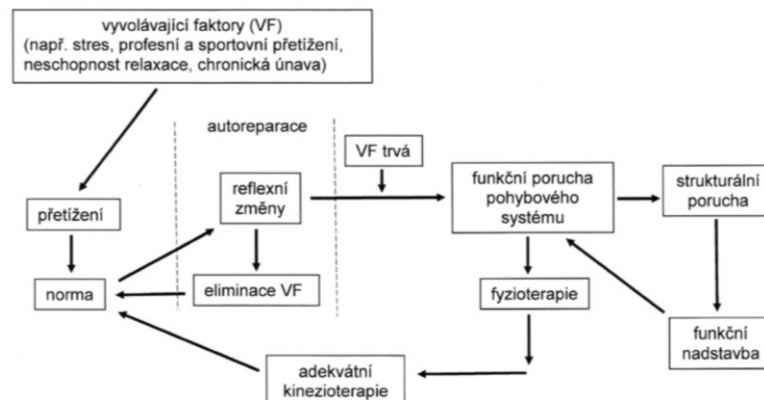 vyvolávající faktory (VF)
(např. stres, profesní a sportovní přetížení,
neschopnost relaxace, chronická únava)
autoreparace
VF trvá
reflexní
změny
funkční porucha
pohybového
systému
strukturální
porucha
přetížení
norma
eliminace VF
fyzioterapie
funkční
nadstavba
adekvátní
kinezioterapie